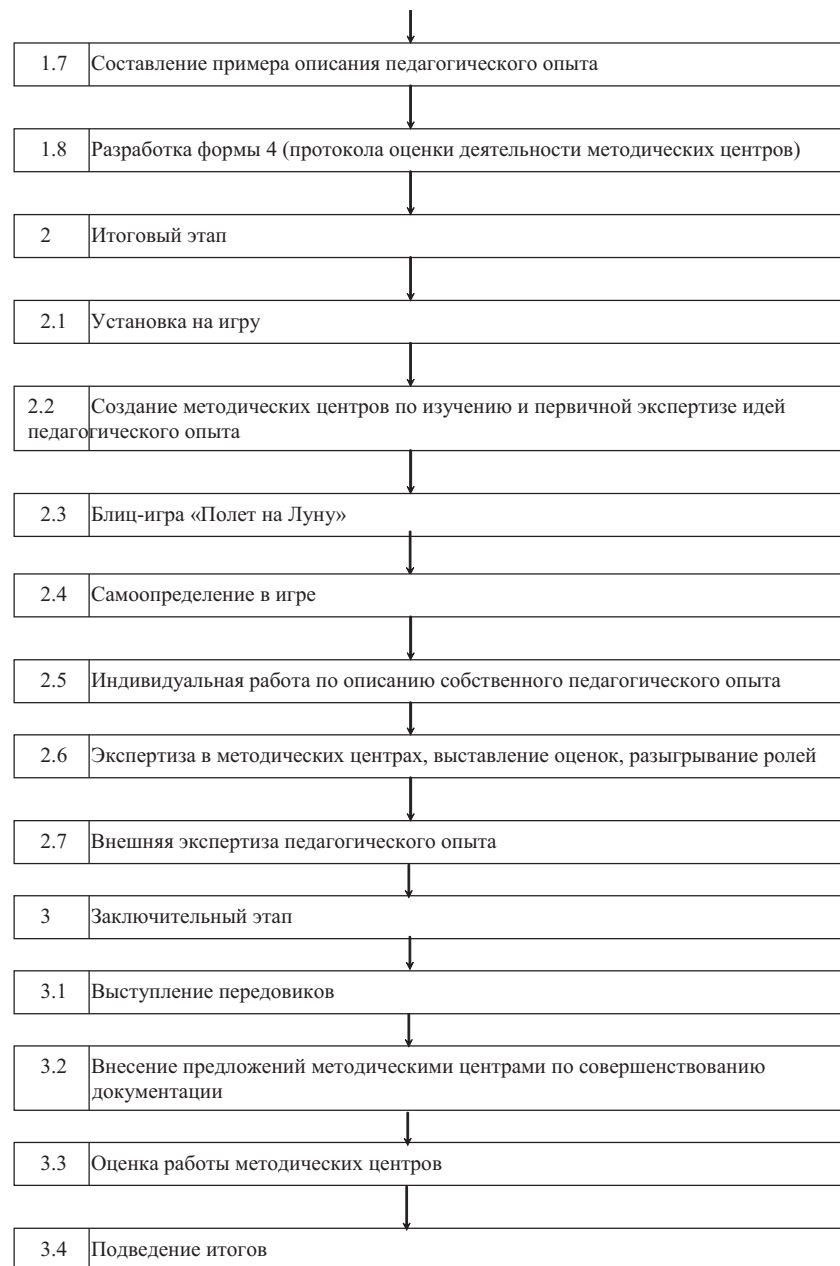 1.7 Составление примера описания педагогического опыта
1.8 Разработка формы 4 (протокола оценки деятельности методических центров)
2 Итоговый этап
2.1 Установка на игру
2.2 Создание методических центров по изучению и первичной экспертизе идей
педагогического опыта
2.3 Блиц-игра «Полет на Луну»
2.4 Самоопределение в игре
2.5 Индивидуальная работа по описанию собственного педагогического опыта
2.6 Экспертиза в методических центрах, выставление оценок, разыгрывание ролей
2.7 Внешняя экспертиза педагогического опыта
3 Заключительный этап
3.1 Выступление передовиков
3.2 Внесение предложений методическими центрами по совершенствованию
документации
3.3 Оценка работы методических центров
3.4 Подведение итогов